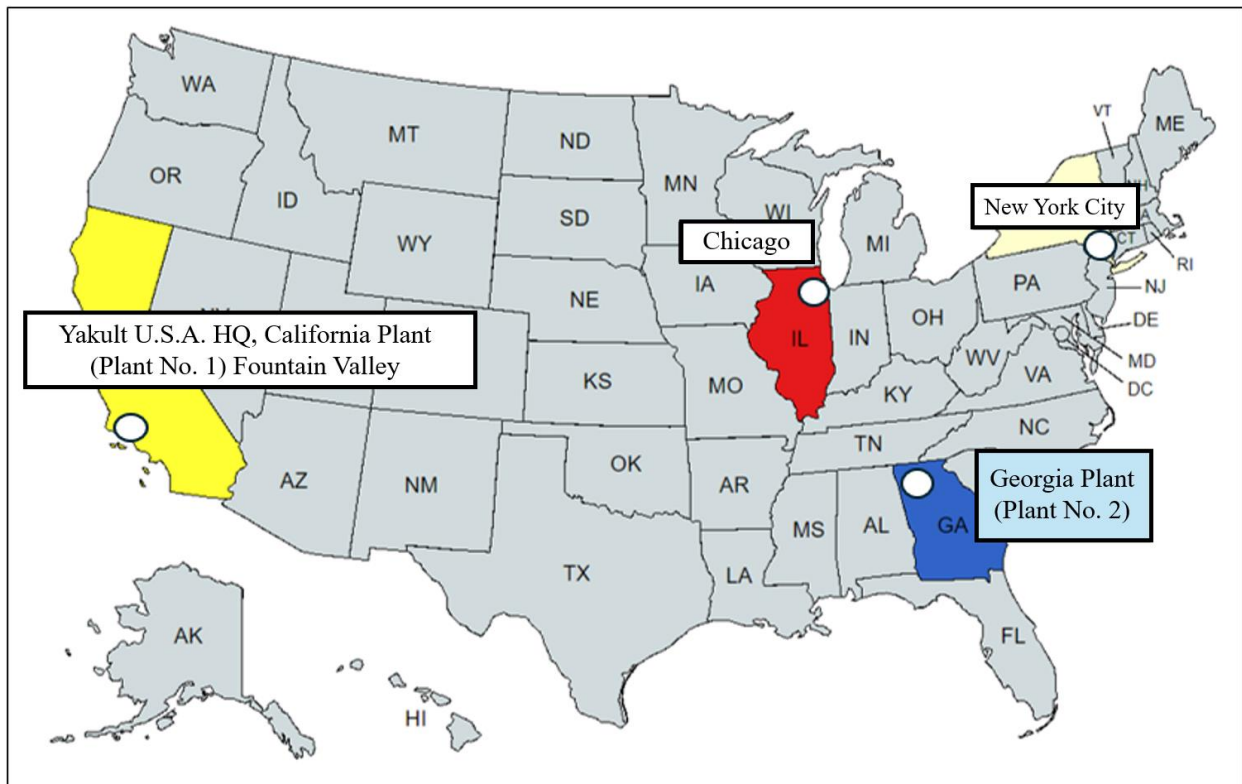 WA
MT
ND
MN
VT
ME
OR
ID
SD
WI
New York City
WY
Chicago
MI
CT
RI
IA
PA
NJ
NE
Yakult U.S.A. HQ, California Plant
(Plant No. 1) Fountain Valley
IL
IN
OH
DE
WV
MD
KS
MO
VA
DC
KY
NC
TN
AZ
NM
OK
AR
Georgia Plant
(Plant No. 2)
MS
AL
GA
TX
LA
AK
FL
HI